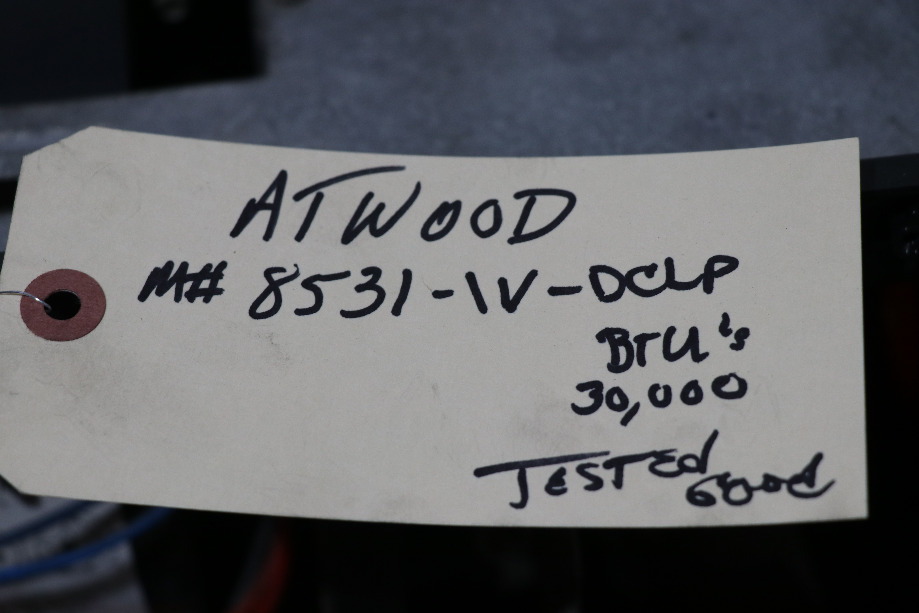 ATWOOD
M# 8531-IV-DCLP
BTU's
30,000
TESTED
GOOD